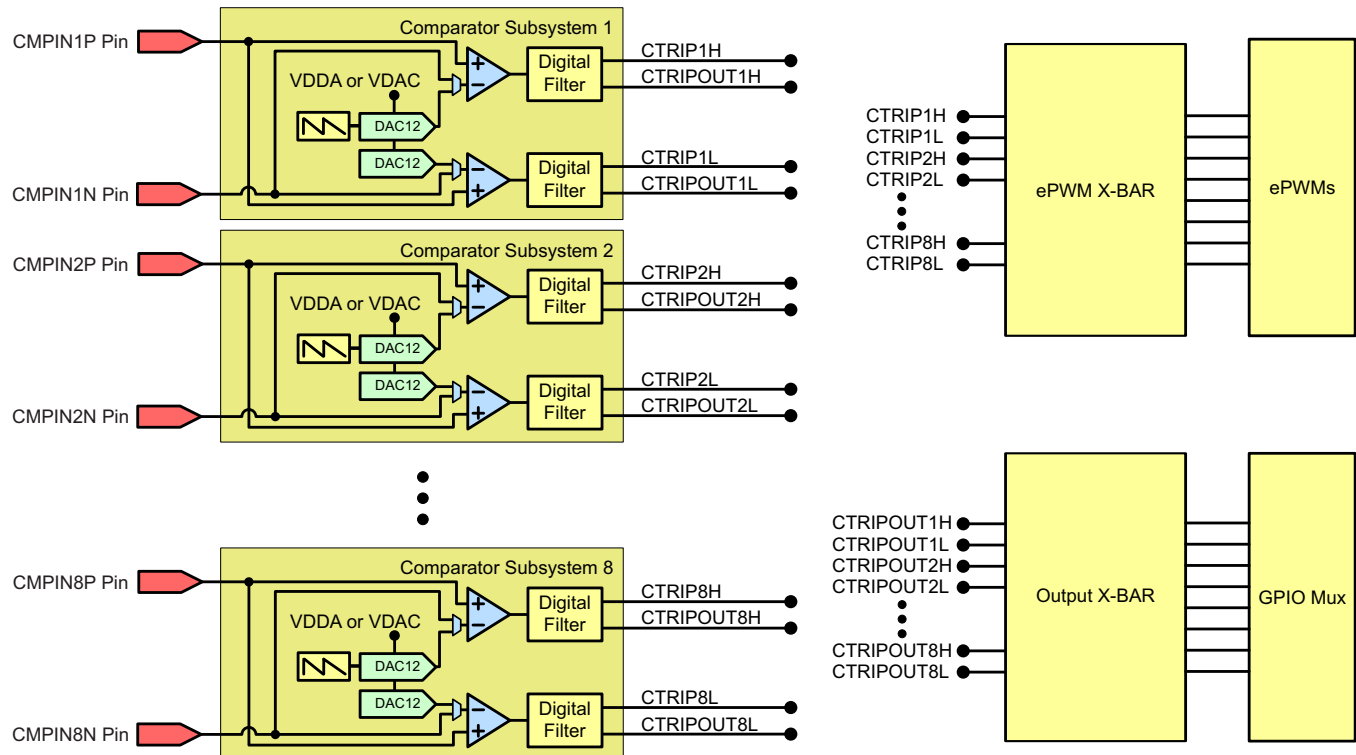 Comparator Subsystem 1
CMPIN1P Pin
VDDA or VDAC
DAC12
DAC12
+
−
−
+
Digital
Filter
Digital
Filter
CTRIP1H
CTRIPOUT1H
CTRIP1L
CTRIPOUT1L
CMPIN1N Pin
Comparator Subsystem 2
CMPIN2P Pin
VDDA or VDAC
DAC12
DAC12
+
−
−
+
Digital
Filter
Digital
Filter
CTRIP2H
CTRIPOUT2H
CTRIP2L
CTRIPOUT2L
CMPIN2N Pin
Comparator Subsystem 8
CMPIN8P Pin
VDDA or VDAC
DAC12
DAC12
+
−
−
+
Digital
Filter
Digital
Filter
CTRIP8H
CTRIPOUT8H
CTRIP8L
CTRIPOUT8L
CMPIN8N Pin
CTRIP1H
CTRIP1L
CTRIP2H
CTRIP2L
CTRIP8H
CTRIP8L
ePWM X-BAR
ePWMs
CTRIPOUT1H
CTRIPOUT1L
CTRIPOUT2H
CTRIPOUT2L
CTRIPOUT8H
CTRIPOUT8L
Output X-BAR
GPIO Mux